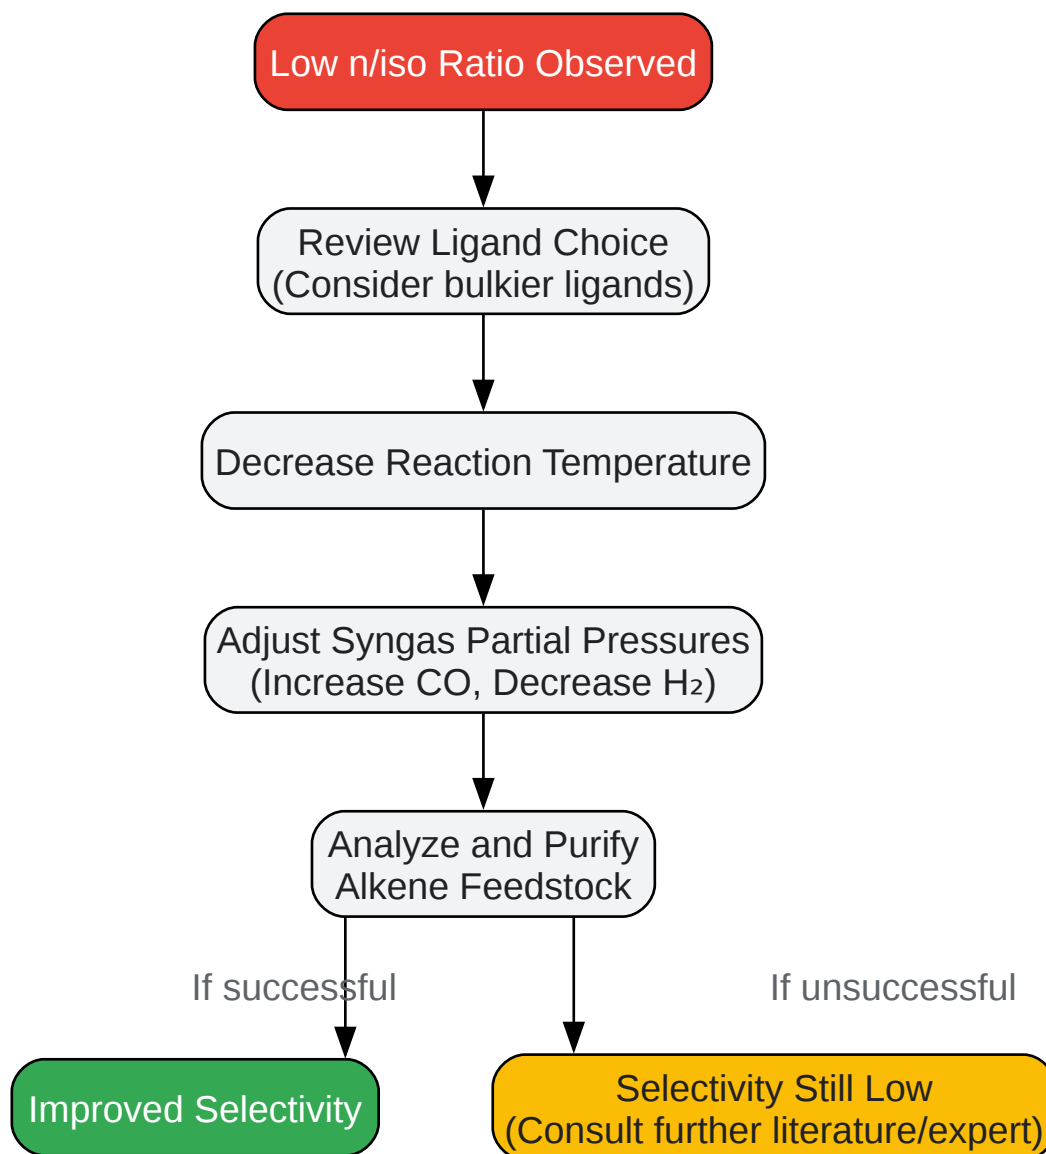 Low n/iso Ratio Observed
Review Ligand Choice
(Consider bulkier ligands)
Decrease Reaction Temperature
Adjust Syngas Partial Pressures
(Increase CO, Decrease H₂)
Analyze and Purify
Alkene Feedstock
If successful
If unsuccessful
Improved Selectivity
Selectivity Still Low
(Consult further literature/expert)